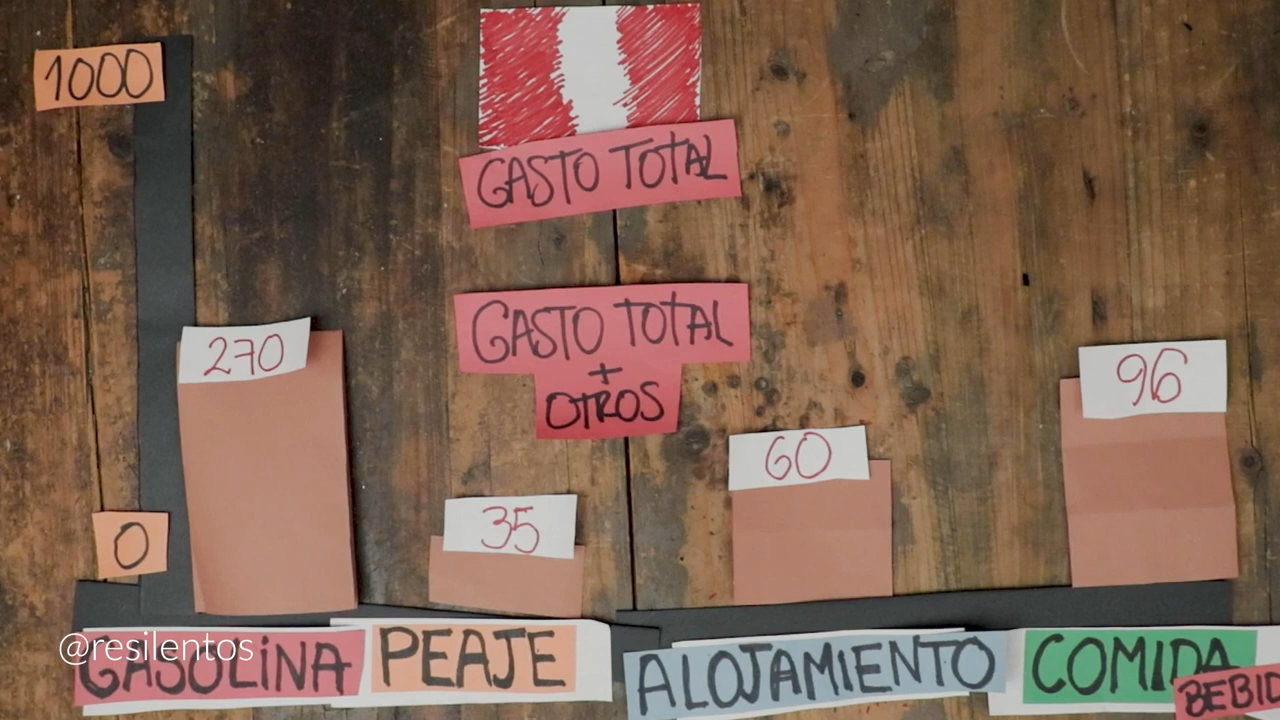 1000
GASTO TOTAL
GASTO TOTAL
+
OTROS
270
96
60
35
0
@resilentos
GASOLINA
PEAJE
ALOJAMIENTO
COMIDA